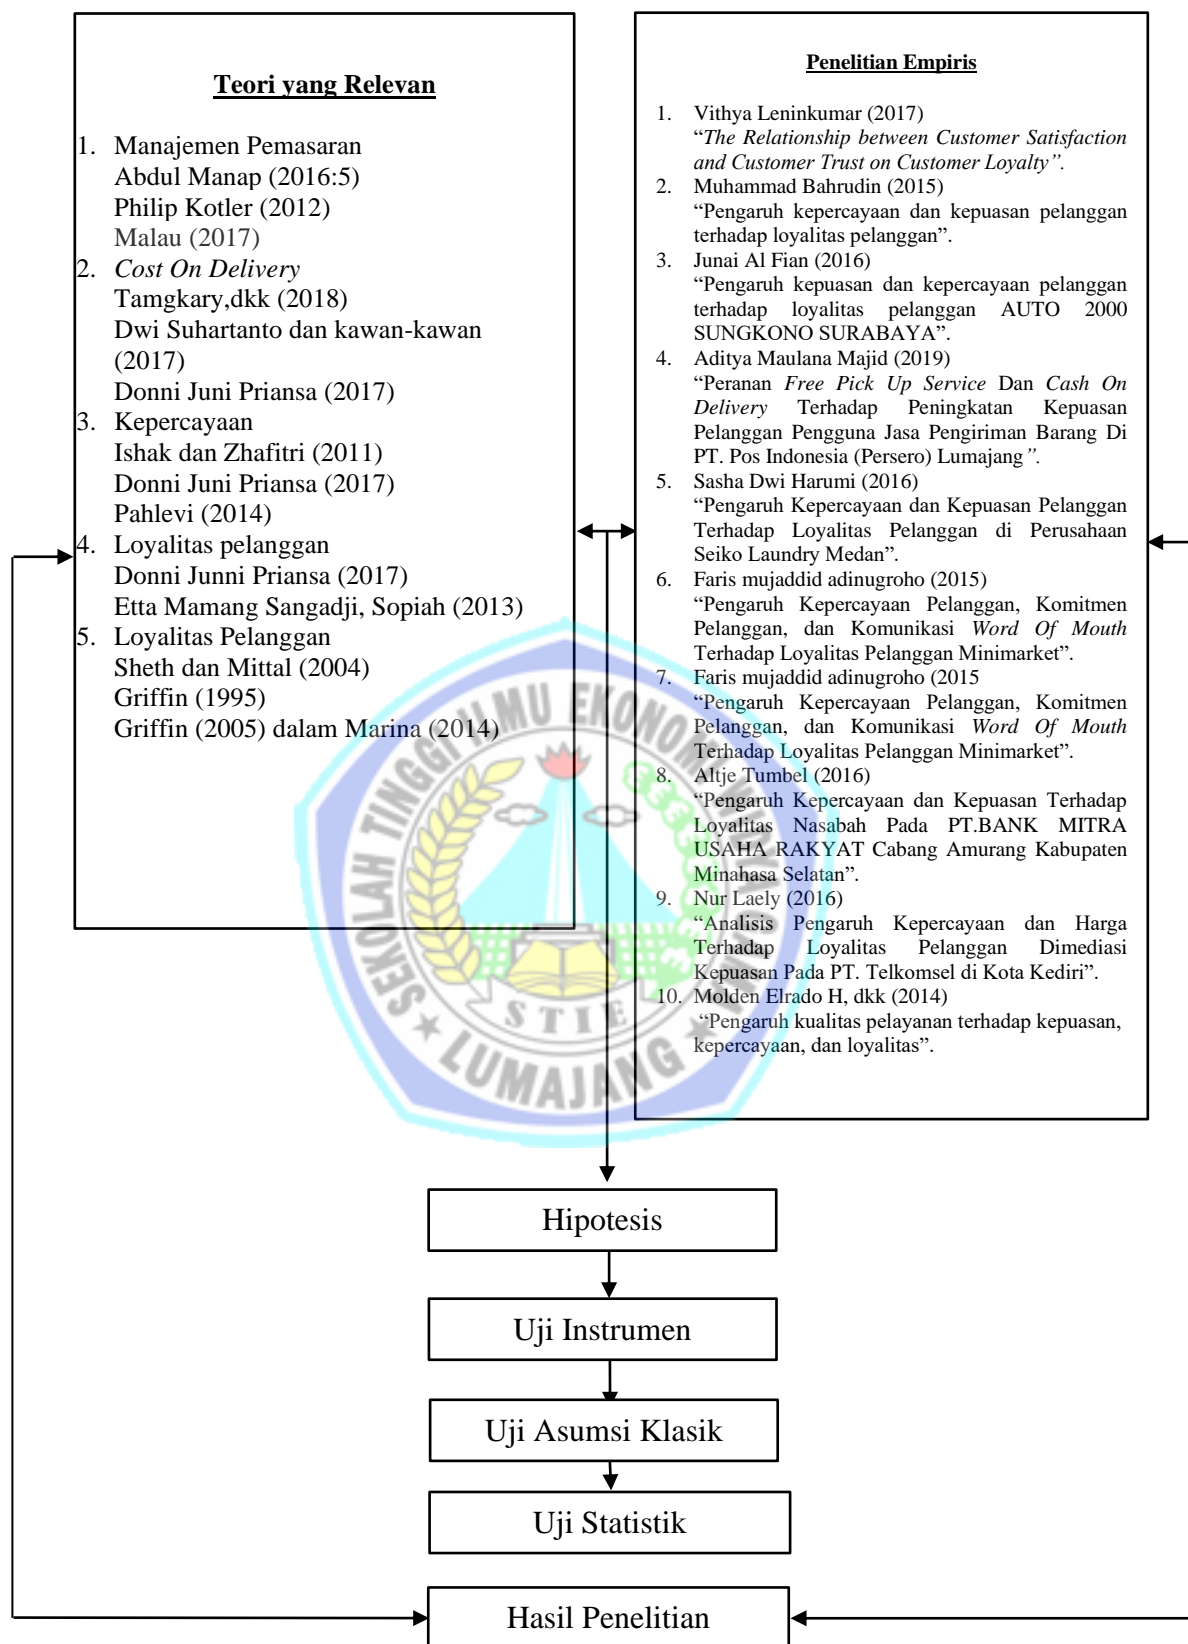 Teori yang Relevan
1. Manajemen Pemasaran
Abdul Manap (2016:5)
Philip Kotler (2012)
Malau (2017)
2. Cost On Delivery
Tamgkary,dkk (2018)
Dwi Suhartanto dan kawan-kawan
(2017)
Donni Juni Priansa (2017)
3. Kepercayaan
Ishak dan Zhafitri (2011)
Donni Juni Priansa (2017)
Pahlevi (2014)
4. Loyalitas pelanggan
Donni Junni Priansa (2017)
Etta Mamang Sangadji, Sopiah (2013)
5. Loyalitas Pelanggan
Sheth dan Mittal (2004)
Griffin (1995)
Griffin (2005) dalam Marina (2014)
Penelitian Empiris
1. Vithya Leninkumar (2017)
“The Relationship between Customer Satisfaction
and Customer Trust on Customer Loyalty”.
2. Muhammad Bahrudin (2015)
“Pengaruh kepercayaan dan kepuasan pelanggan
terhadap loyalitas pelanggan”.
3. Junai Al Fian (2016)
“Pengaruh kepuasan dan kepercayaan pelanggan
terhadap loyalitas pelanggan AUTO 2000
SUNGKONO SURABAYA”.
4. Aditya Maulana Majid (2019)
“Peranan Free Pick Up Service Dan Cash On
Delivery Terhadap Peningkatan Kepuasan
Pelanggan Pengguna Jasa Pengiriman Barang Di
PT. Pos Indonesia (Persero) Lumajang”.
5. Sasha Dwi Harumi (2016)
“Pengaruh Kepercayaan dan Kepuasan Pelanggan
Terhadap Loyalitas Pelanggan di Perusahaan
Seiko Laundry Medan”.
6. Faris mujaddid adinugroho (2015)
“Pengaruh Kepercayaan Pelanggan, Komitmen
Pelanggan, dan Komunikasi Word Of Mouth
Terhadap Loyalitas Pelanggan Minimarket”.
7. Faris mujaddid adinugroho (2015
“Pengaruh Kepercayaan Pelanggan, Komitmen
Pelanggan, dan Komunikasi Word Of Mouth
Terhadap Loyalitas Pelanggan Minimarket”.
8. Altje Tumbel (2016)
“Pengaruh Kepercayaan dan Kepuasan Terhadap
Loyalitas Nasabah Pada PT.BANK MITRA
USAHA RAKYAT Cabang Amurang Kabupaten
Minahasa Selatan”.
9. Nur Laely (2016)
“Analisis Pengaruh Kepercayaan dan Harga
Terhadap Loyalitas Pelanggan Dimediasi
Kepuasan Pada PT. Telkomsel di Kota Kediri”.
10. Molden Elrado H, dkk (2014)
“Pengaruh kualitas pelayanan terhadap kepuasan,
kepercayaan, dan loyalitas”.
SEKOLAH TINGGI ILMU EKONOMI WIDYA GAMA
STIE
LUMAJANG
Hipotesis
Uji Instrumen
Uji Asumsi Klasik
Uji Statistik
Hasil Penelitian